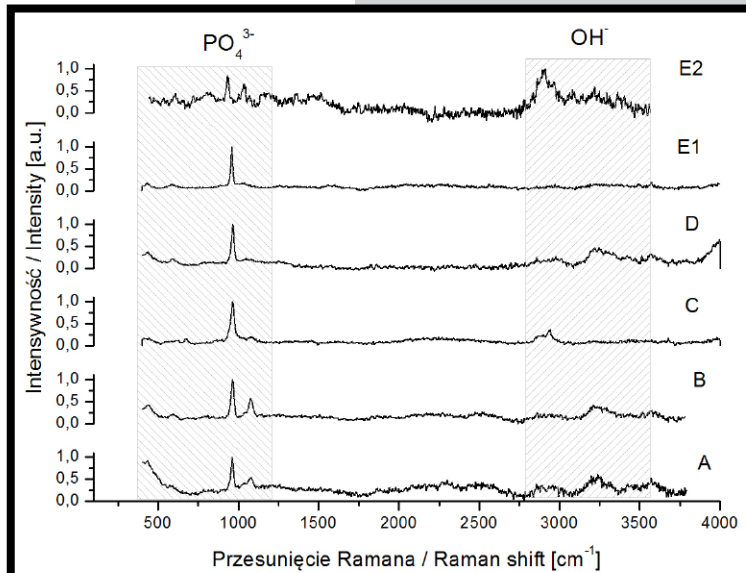 PO₄³⁻ OH⁻
1,0 E2
0,5
0,0
1,0 E1
0,5
0,0
1,0 D
0,5
0,0
1,0 C
0,5
0,0
1,0 B
0,5
0,0
1,0 A
0,5
0,0
Intensywność / Intensity [a.u.]
500 1000 1500 2000 2500 3000 3500 4000
Przesunięcie Ramana / Raman shift [cm⁻¹]